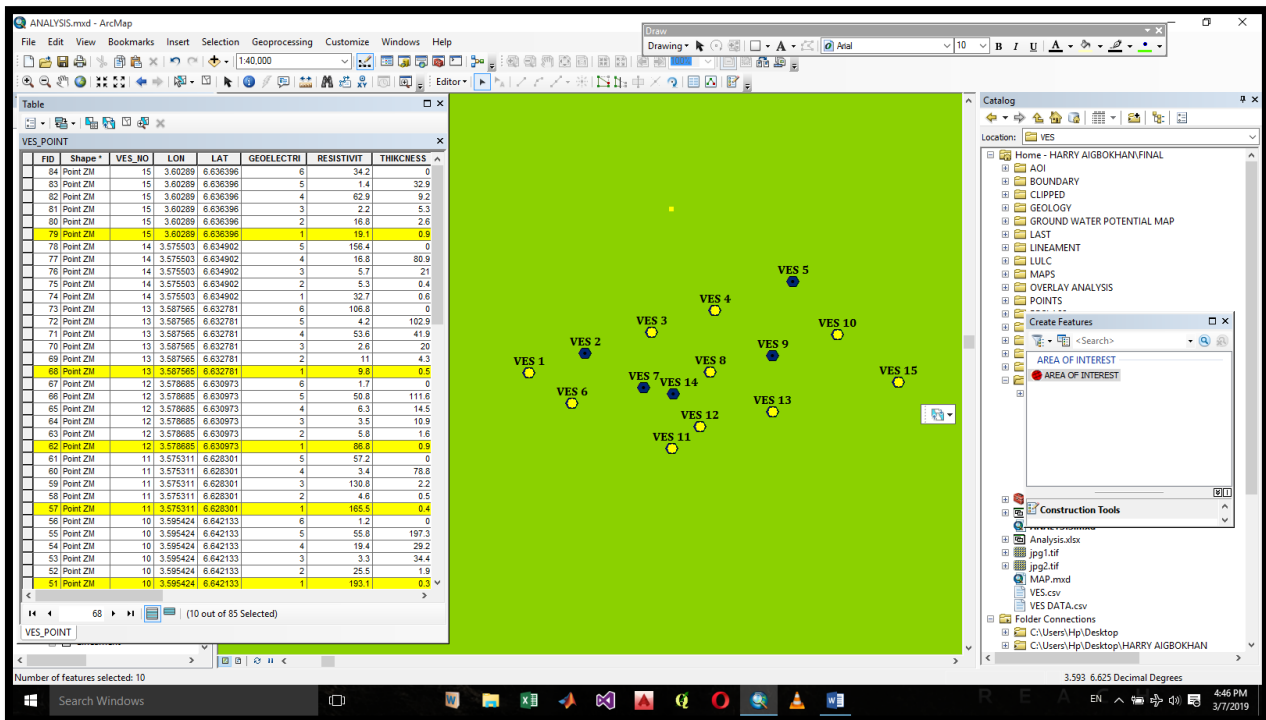 ANALYSIS.mxd - ArcMap
File Edit View Bookmarks Insert Selection Geoprocessing Customize Windows Help
Draw
Drawing A Arial 10 B I U A
1:40,000
Editor
Table
VES_POINT
FID Shape * VES_NO LON LAT GEOELECTRI RESISTIVIT THIKCNESS
84 Point ZM 15 3.60289 6.636396 6 34.2 0
83 Point ZM 15 3.60289 6.636396 5 1.4 32.9
82 Point ZM 15 3.60289 6.636396 4 62.9 9.2
81 Point ZM 15 3.60289 6.636396 3 2.2 5.3
80 Point ZM 15 3.60289 6.636396 2 16.8 2.6
79 Point ZM 15 3.60289 6.636396 1 19.1 0.9
78 Point ZM 14 3.575503 6.634902 5 156.4 0
77 Point ZM 14 3.575503 6.634902 4 16.8 80.9
76 Point ZM 14 3.575503 6.634902 3 5.7 21
75 Point ZM 14 3.575503 6.634902 2 5.3 0.4
74 Point ZM 14 3.575503 6.634902 1 32.7 0.6
73 Point ZM 13 3.587565 6.632781 6 106.8 0
72 Point ZM 13 3.587565 6.632781 5 4.2 102.9
71 Point ZM 13 3.587565 6.632781 4 53.6 41.9
70 Point ZM 13 3.587565 6.632781 3 2.6 20
69 Point ZM 13 3.587565 6.632781 2 11 4.3
68 Point ZM 13 3.587565 6.632781 1 9.8 0.5
67 Point ZM 12 3.578685 6.630973 6 1.7 0
66 Point ZM 12 3.578685 6.630973 5 50.8 111.6
65 Point ZM 12 3.578685 6.630973 4 6.3 14.5
64 Point ZM 12 3.578685 6.630973 3 3.5 10.9
63 Point ZM 12 3.578685 6.630973 2 5.8 1.6
62 Point ZM 12 3.578685 6.630973 1 86.8 0.9
61 Point ZM 11 3.575311 6.628301 5 57.2 0
60 Point ZM 11 3.575311 6.628301 4 3.4 78.8
59 Point ZM 11 3.575311 6.628301 3 130.8 2.2
58 Point ZM 11 3.575311 6.628301 2 4.6 0.5
57 Point ZM 11 3.575311 6.628301 1 165.5 0.4
56 Point ZM 10 3.595424 6.642133 6 1.2 0
55 Point ZM 10 3.595424 6.642133 5 55.8 197.3
54 Point ZM 10 3.595424 6.642133 4 19.4 29.2
53 Point ZM 10 3.595424 6.642133 3 3.3 34.4
52 Point ZM 10 3.595424 6.642133 2 25.5 1.9
51 Point ZM 10 3.595424 6.642133 1 193.1 0.3
68 (10 out of 85 Selected)
VES_POINT
VES 5
VES 4
VES 3
VES 10
VES 2
VES 9
VES 1
VES 8
VES 15
VES 7
VES 14
VES 6
VES 13
VES 12
VES 11
Catalog
Location: VES
Home - HARRY AIGBOKHAN\FINAL
AOI
BOUNDARY
CLIPPED
GEOLOGY
GROUND WATER POTENTIAL MAP
LAST
LINEAMENT
LULC
MAPS
OVERLAY ANALYSIS
POINTS
Create Features
<Search>
AREA OF INTEREST
AREA OF INTEREST
Construction Tools
Analysis.xlsx
jpg1.tif
jpg2.tif
MAP.mxd
VES.csv
VES DATA.csv
Folder Connections
C:\Users\Hp\Desktop
C:\Users\Hp\Desktop\HARRY AIGBOKHAN
Number of features selected: 10
3.593 6.625 Decimal Degrees
Search Windows
EN
4:46 PM
3/7/2019